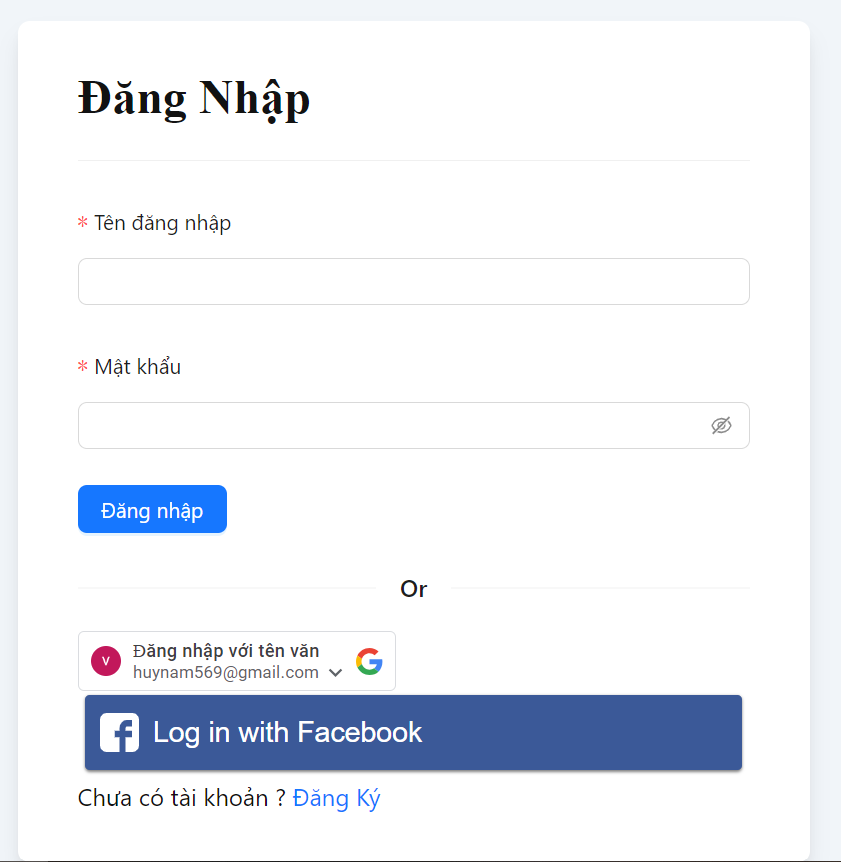 Đăng Nhập
* Tên đăng nhập
* Mật khẩu
Đăng nhập
Or
V
Đăng nhập với tên văn
huynam569@gmail.com
Log in with Facebook
Chưa có tài khoản ? Đăng Ký